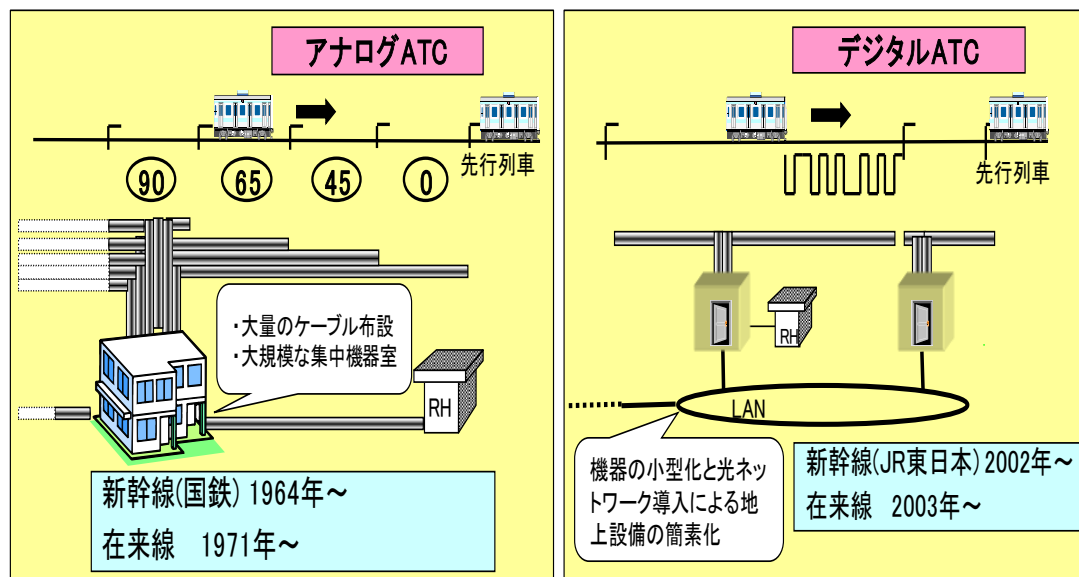 アナログATC
90 65 45 0
先行列車
・大量のケーブル布設
・大規模な集中機器室
RH
新幹線(国鉄) 1964年～
在来線 1971年～
デジタルATC
先行列車
RH
LAN
機器の小型化と光ネッ
トワーク導入による地
上設備の簡素化
新幹線(JR東日本) 2002年～
在来線 2003年～